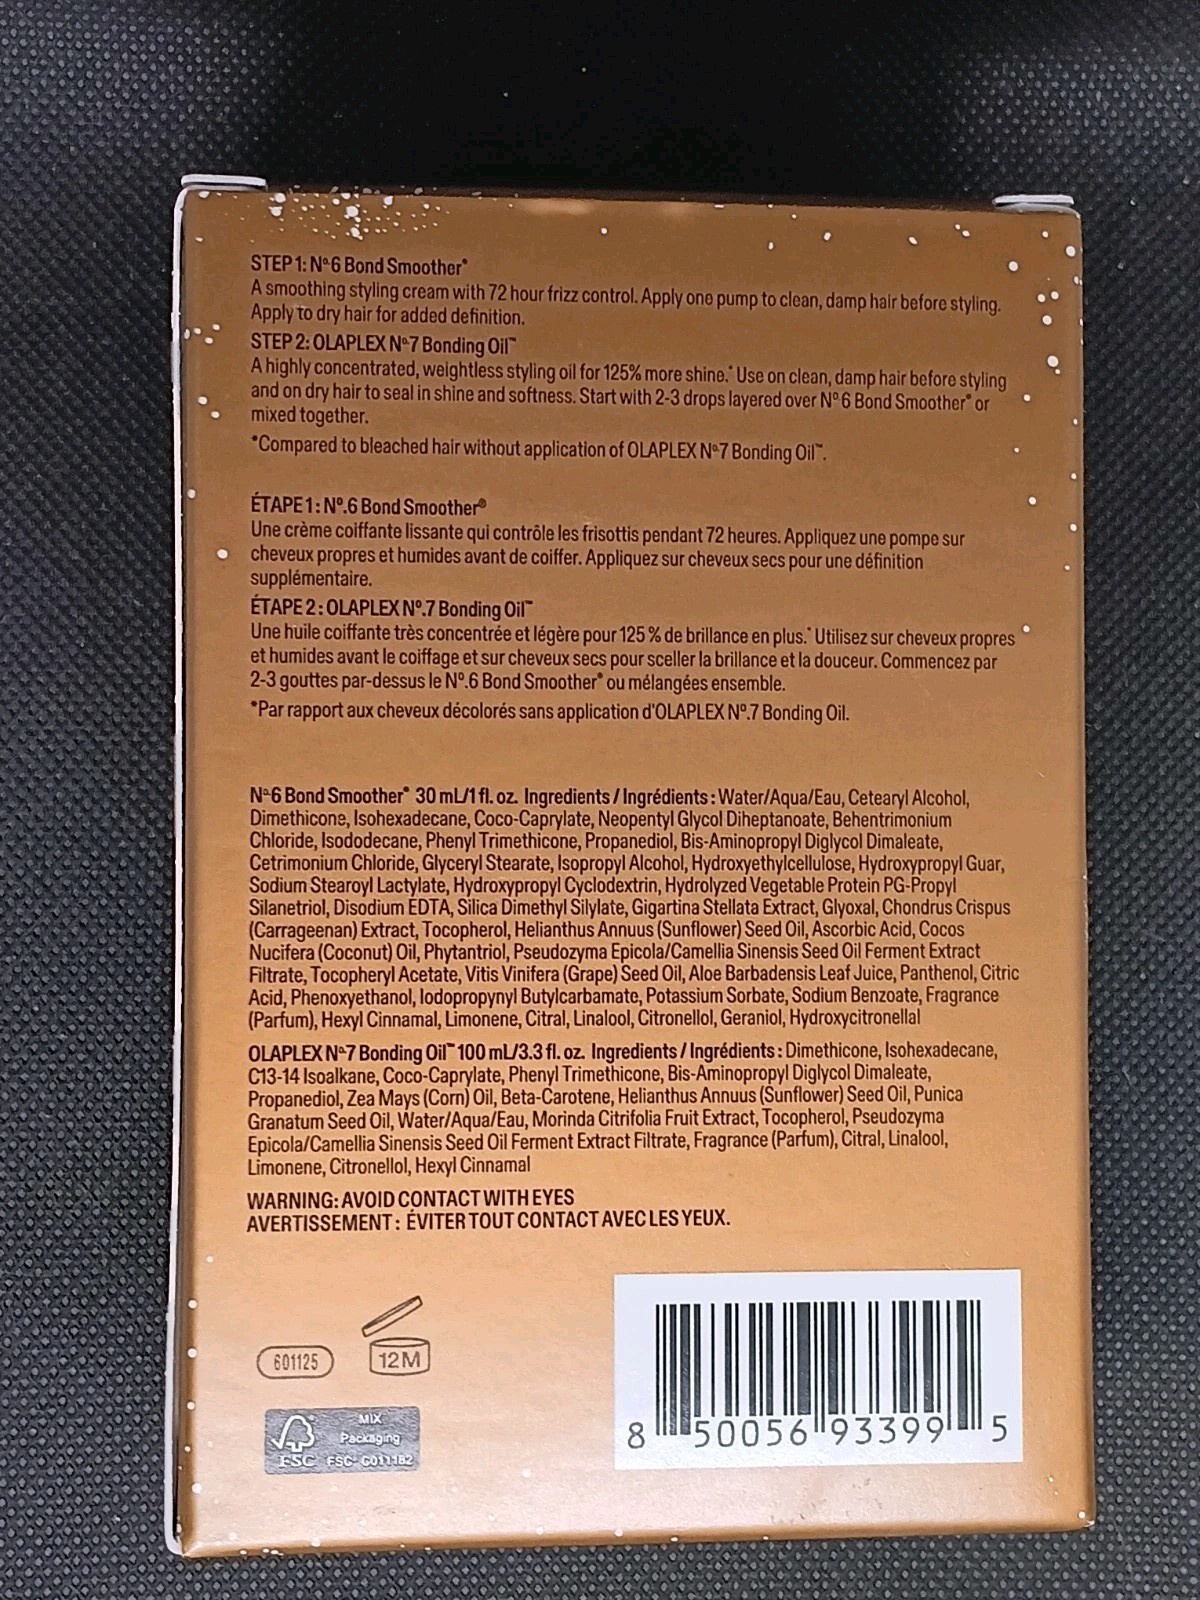 STEP 1: Nº6 Bond Smoother®
A smoothing styling cream with 72 hour frizz control. Apply one pump to clean, damp hair before styling.
Apply to dry hair for added definition.
STEP 2: OLAPLEX Nº7 Bonding Oil™
A highly concentrated, weightless styling oil for 125% more shine.* Use on clean, damp hair before styling
and on dry hair to seal in shine and softness. Start with 2-3 drops layered over Nº6 Bond Smoother® or
mixed together.
*Compared to bleached hair without application of OLAPLEX Nº7 Bonding Oil™.
ÉTAPE 1 : Nº.6 Bond Smoother®
Une crème coiffante lissante qui contrôle les frisottis pendant 72 heures. Appliquez une pompe sur
cheveux propres et humides avant de coiffer. Appliquez sur cheveux secs pour une définition
supplémentaire.
ÉTAPE 2 : OLAPLEX Nº.7 Bonding Oil™
Une huile coiffante très concentrée et légère pour 125 % de brillance en plus.* Utilisez sur cheveux propres
et humides avant le coiffage et sur cheveux secs pour sceller la brillance et la douceur. Commencez par
2-3 gouttes par-dessus le Nº.6 Bond Smoother® ou mélangées ensemble.
*Par rapport aux cheveux décolorés sans application d'OLAPLEX Nº.7 Bonding Oil.
Nº6 Bond Smoother® 30 mL/1 fl. oz. Ingredients / Ingrédients : Water/Aqua/Eau, Cetearyl Alcohol,
Dimethicone, Isohexadecane, Coco-Caprylate, Neopentyl Glycol Diheptanoate, Behentrimonium
Chloride, Isododecane, Phenyl Trimethicone, Propanediol, Bis-Aminopropyl Diglycol Dimaleate,
Cetrimonium Chloride, Glyceryl Stearate, Isopropyl Alcohol, Hydroxyethylcellulose, Hydroxypropyl Guar,
Sodium Stearoyl Lactylate, Hydroxypropyl Cyclodextrin, Hydrolyzed Vegetable Protein PG-Propyl
Silanetriol, Disodium EDTA, Silica Dimethyl Silylate, Gigartina Stellata Extract, Glyoxal, Chondrus Crispus
(Carrageenan) Extract, Tocopherol, Helianthus Annuus (Sunflower) Seed Oil, Ascorbic Acid, Cocos
Nucifera (Coconut) Oil, Phytantriol, Pseudozyma Epicola/Camellia Sinensis Seed Oil Ferment Extract
Filtrate, Tocopheryl Acetate, Vitis Vinifera (Grape) Seed Oil, Aloe Barbadensis Leaf Juice, Panthenol, Citric
Acid, Phenoxyethanol, Iodopropynyl Butylcarbamate, Potassium Sorbate, Sodium Benzoate, Fragrance
(Parfum), Hexyl Cinnamal, Limonene, Citral, Linalool, Citronellol, Geraniol, Hydroxycitronellal
OLAPLEX Nº7 Bonding Oil™ 100 mL/3.3 fl. oz. Ingredients / Ingrédients : Dimethicone, Isohexadecane,
C13-14 Isoalkane, Coco-Caprylate, Phenyl Trimethicone, Bis-Aminopropyl Diglycol Dimaleate,
Propanediol, Zea Mays (Corn) Oil, Beta-Carotene, Helianthus Annuus (Sunflower) Seed Oil, Punica
Granatum Seed Oil, Water/Aqua/Eau, Morinda Citrifolia Fruit Extract, Tocopherol, Pseudozyma
Epicola/Camellia Sinensis Seed Oil Ferment Extract Filtrate, Fragrance (Parfum), Citral, Linalool,
Limonene, Citronellol, Hexyl Cinnamal
WARNING: AVOID CONTACT WITH EYES
AVERTISSEMENT : ÉVITER TOUT CONTACT AVEC LES YEUX.
601125
12M
MIX
Packaging
FSC FSC® C011182
8 50056 93399 5